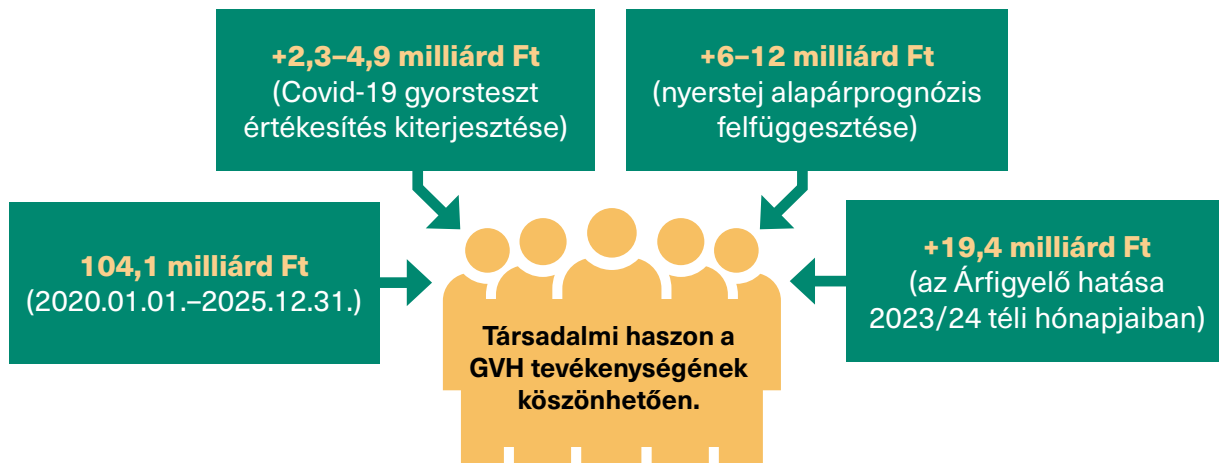 +2,3–4,9 milliárd Ft
(Covid-19 gyorsteszt
értékesítés kiterjesztése)
+6–12 milliárd Ft
(nyerstej alapárprognózis
felfüggesztése)
104,1 milliárd Ft
(2020.01.01.–2025.12.31.)
+19,4 milliárd Ft
(az Árfigyelő hatása
2023/24 téli hónapjaiban)
Társadalmi haszon a
GVH tevékenységének
köszönhetően.